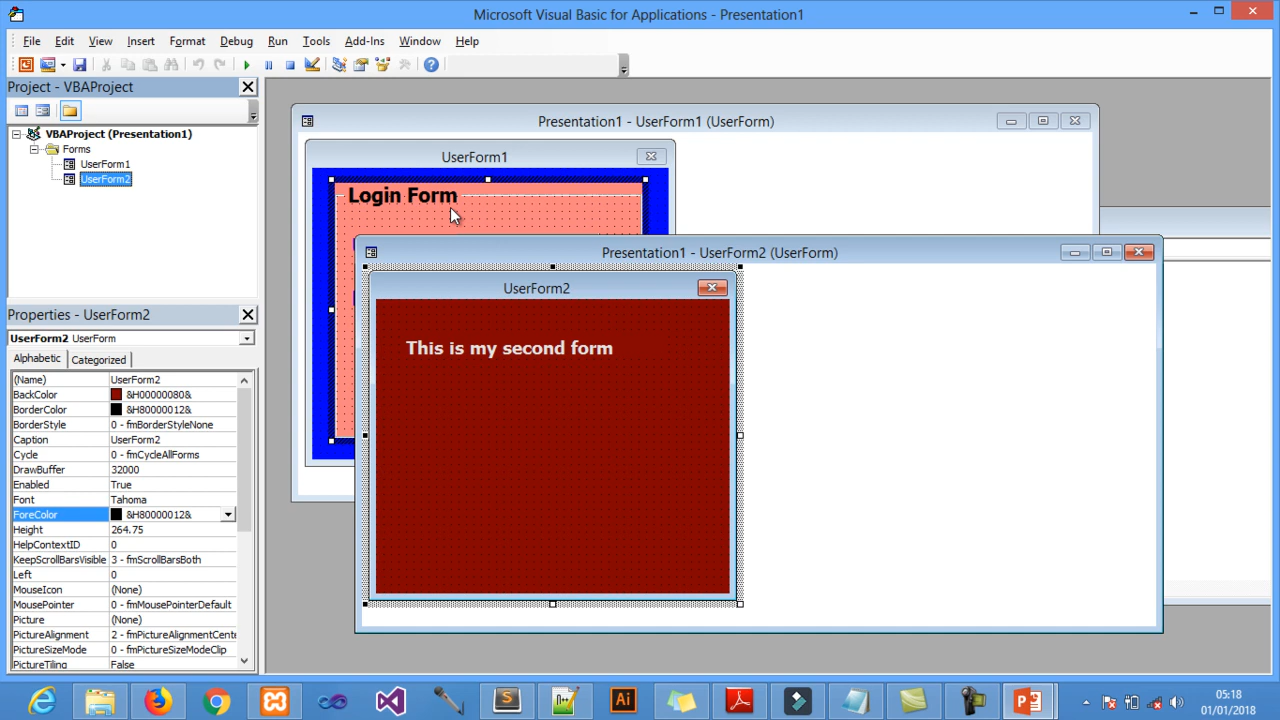 Microsoft Visual Basic for Applications - Presentation1
File Edit View Insert Format Debug Run Tools Add-Ins Window Help
Project - VBAProject
VBAProject (Presentation1)
Forms
UserForm1
UserForm2
Properties - UserForm2
UserForm2 UserForm
Alphabetic Categorized
(Name) UserForm2
BackColor &H00000080&
BorderColor &H80000012&
BorderStyle 0 - fmBorderStyleNone
Caption UserForm2
Cycle 0 - fmCycleAllForms
DrawBuffer 32000
Enabled True
Font Tahoma
ForeColor &H80000012&
Height 264.75
HelpContextID 0
KeepScrollBarsVisible 3 - fmScrollBarsBoth
Left 0
MouseIcon (None)
MousePointer 0 - fmMousePointerDefault
Picture (None)
PictureAlignment 2 - fmPictureAlignmentCente
PictureSizeMode 0 - fmPictureSizeModeClip
PictureTiling False
Presentation1 - UserForm1 (UserForm)
UserForm1
Login Form
Presentation1 - UserForm2 (UserForm)
UserForm2
This is my second form
05:18
01/01/2018